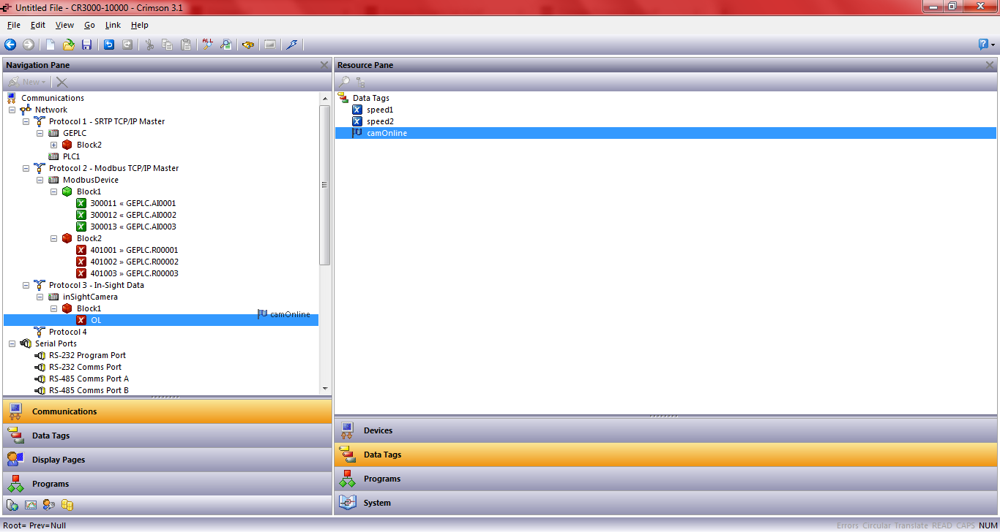 Untitled File - CR3000-10000 - Crimson 3.1
File Edit View Go Link Help
ALL
Navigation Pane
New
Communications
Network
Protocol 1 - SRTP TCP/IP Master
GEPLC
Block2
PLC1
Protocol 2 - Modbus TCP/IP Master
ModbusDevice
Block1
300011 « GEPLC.AI0001
300012 « GEPLC.AI0002
300013 « GEPLC.AI0003
Block2
401001 » GEPLC.R00001
401002 » GEPLC.R00002
401003 » GEPLC.R00003
Protocol 3 - In-Sight Data
inSightCamera
Block1
camOnline
OL
Protocol 4
Serial Ports
RS-232 Program Port
RS-232 Comms Port
RS-485 Comms Port A
RS-485 Comms Port B
Communications
Data Tags
Display Pages
Programs
Resource Pane
Data Tags
speed1
speed2
camOnline
Devices
Data Tags
Programs
System
Root= Prev=Null
Errors Circular Translate READ CAPS NUM